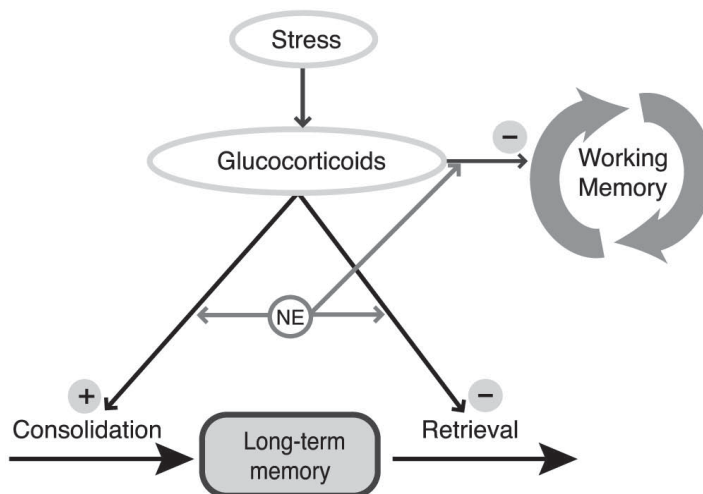 Stress
Glucocorticoids
−
Working
Memory
NE
+
−
Consolidation
Long-term
memory
Retrieval